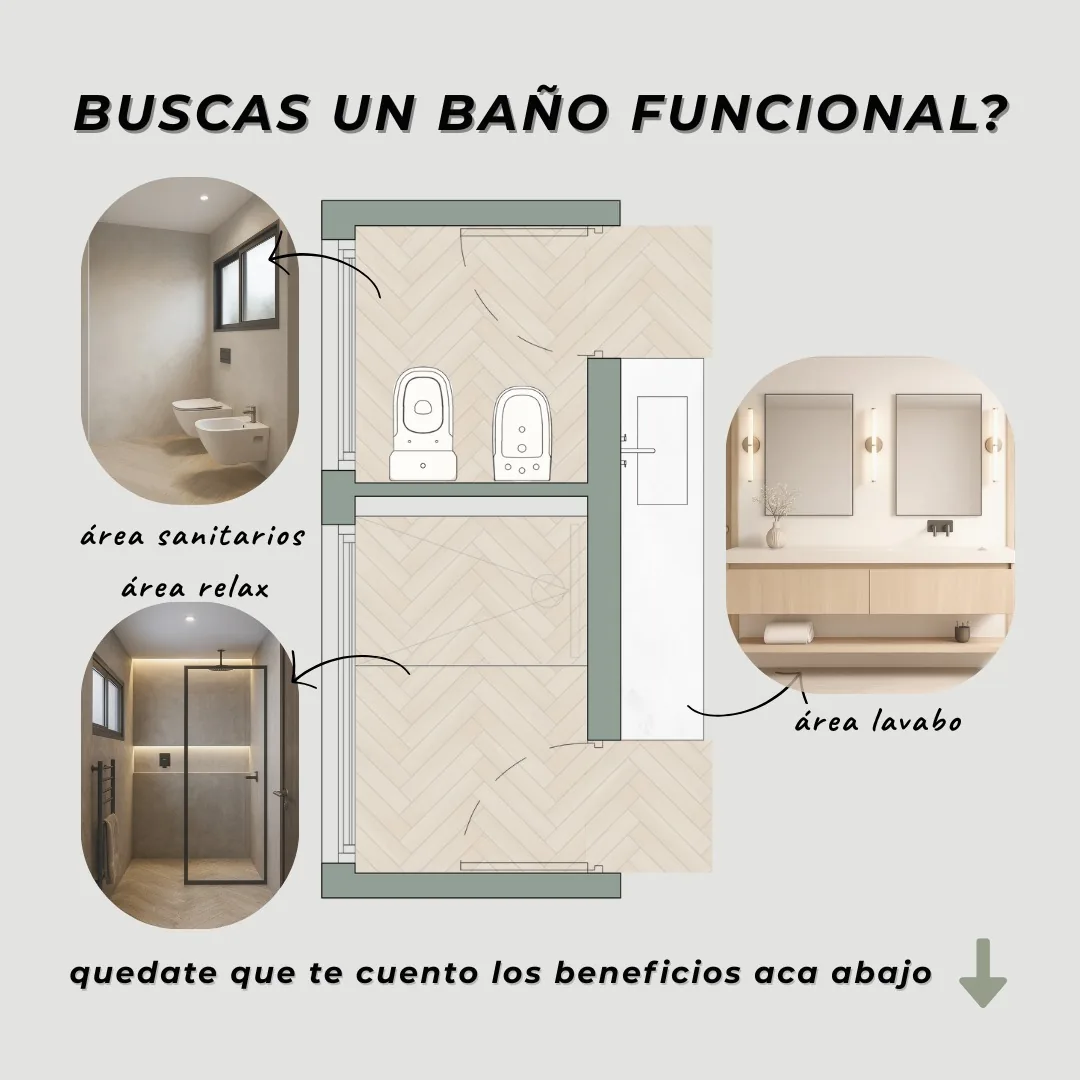 BUSCAS UN BAÑO FUNCIONAL?
área sanitarios
área relax
área lavabo
quedate que te cuento los beneficios aca abajo